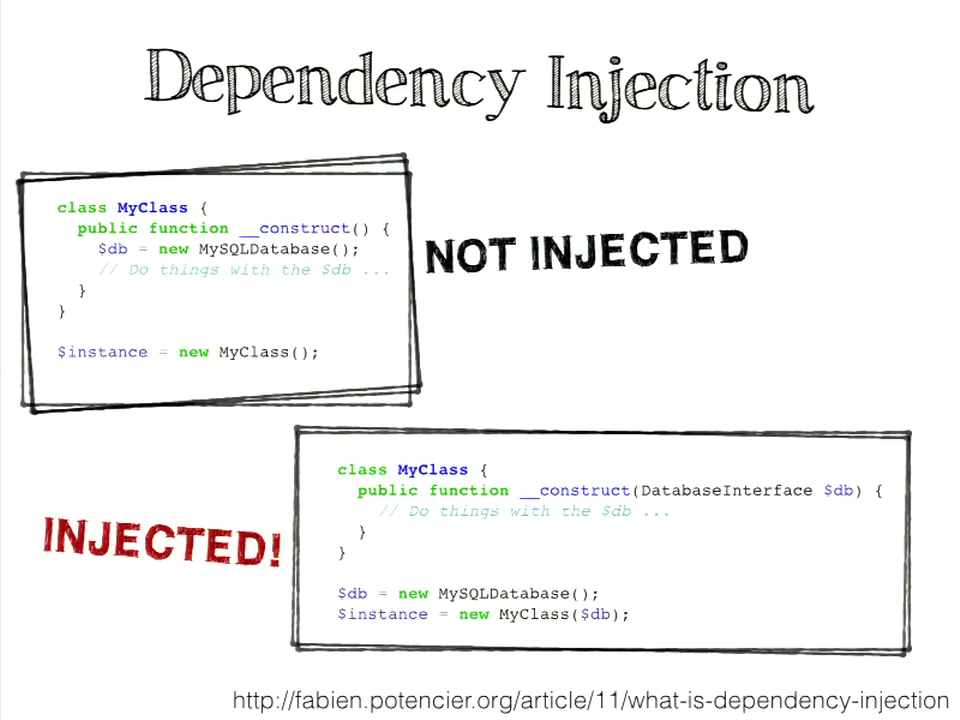 Dependency Injection
class MyClass {
public function __construct() {
$db = new MySQLDatabase();
// Do things with the $db ...
}
}
$instance = new MyClass();
NOT INJECTED
INJECTED!
class MyClass {
public function __construct(DatabaseInterface $db) {
// Do things with the $db ...
}
}
$db = new MySQLDatabase();
$instance = new MyClass($db);
http://fabien.potencier.org/article/11/what-is-dependency-injection